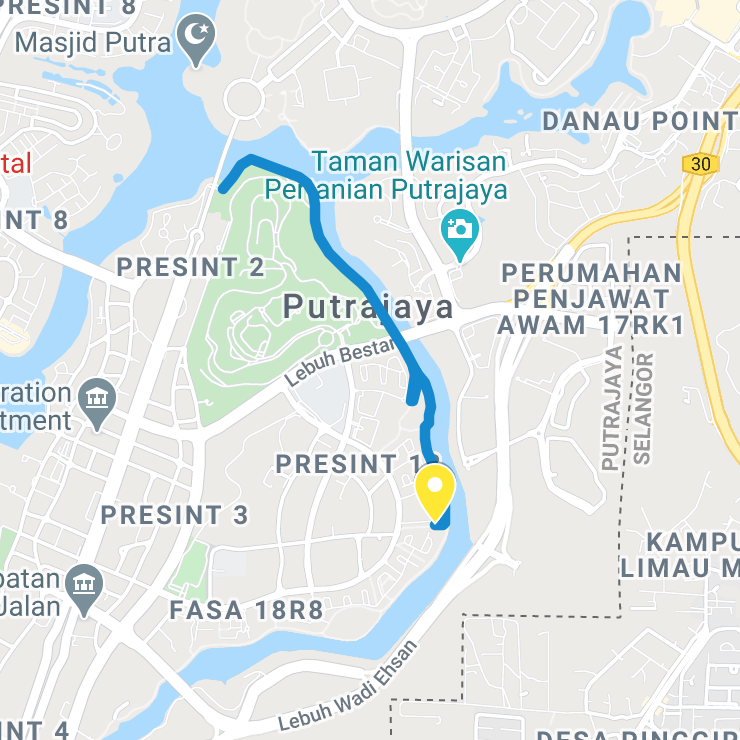 PRESINT 8
Masjid Putra
DANAU POINT
tal
Taman Warisan
Pertanian Putrajaya
30
INT 8
PRESINT 2
PERUMAHAN
PENJAWAT
AWAM 17RK1
Putrajaya
Lebuh Bestari
PUTRAJAYA
SELANGOR
ration
tment
PRESINT 18
PRESINT 3
KAMPU
LIMAU M
batan
Jalan
FASA 18R8
Lebuh Wadi Ehsan
INT 4
DESA PINGGIR